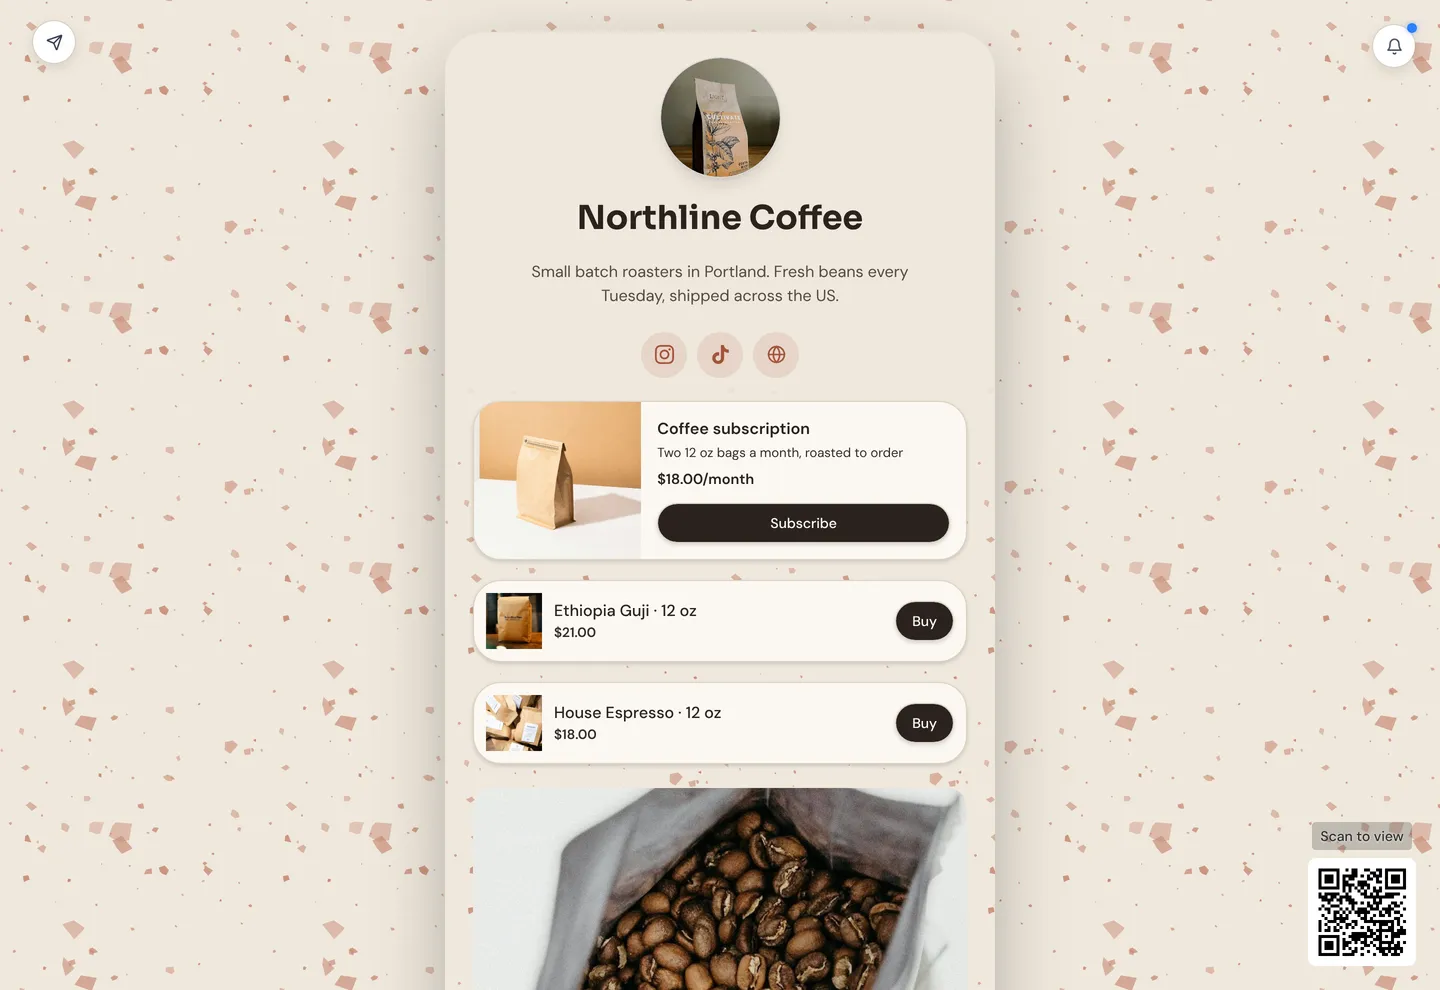 Northline Coffee
Small batch roasters in Portland. Fresh beans every
Tuesday, shipped across the US.
Coffee subscription
Two 12 oz bags a month, roasted to order
$18.00/month
Subscribe
Ethiopia Guji · 12 oz
$21.00
Buy
House Espresso · 12 oz
$18.00
Buy
Scan to view